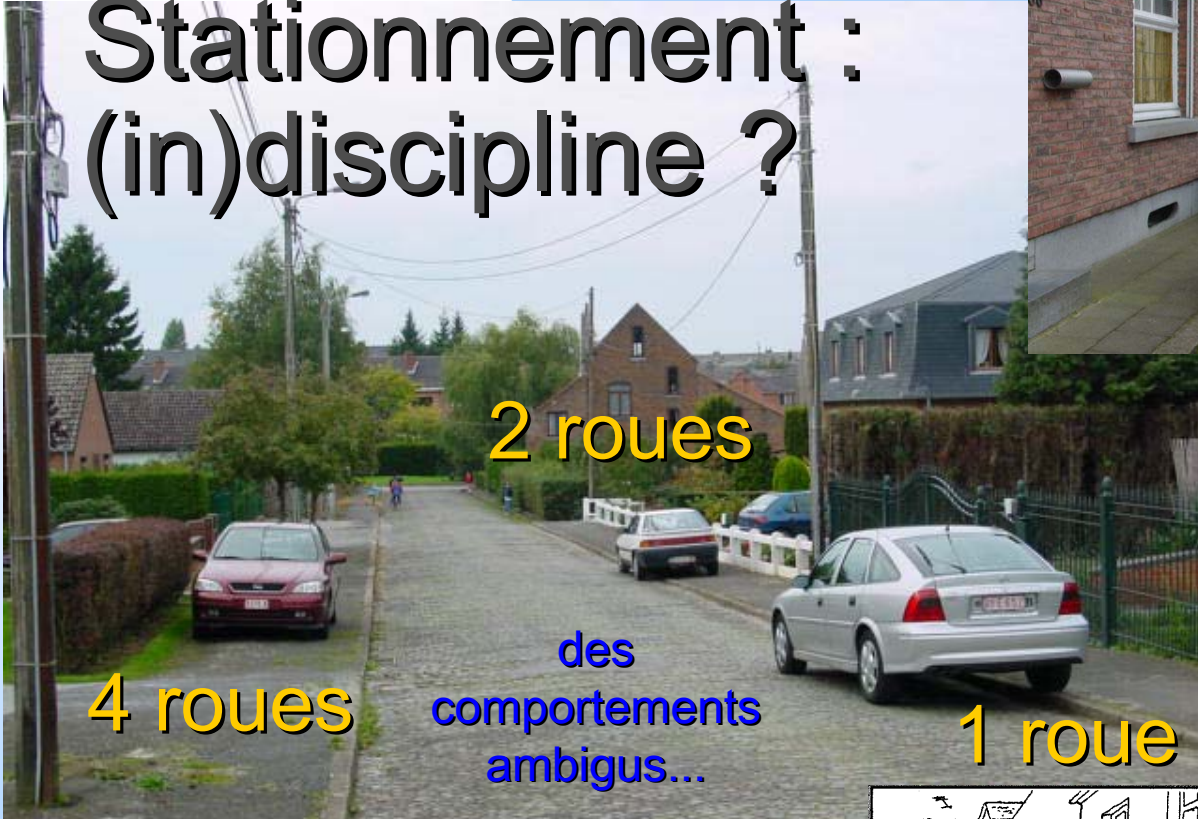 Stationnement :
(in)discipline ?
2 roues
4 roues
des
comportements
ambigus...
1 roue